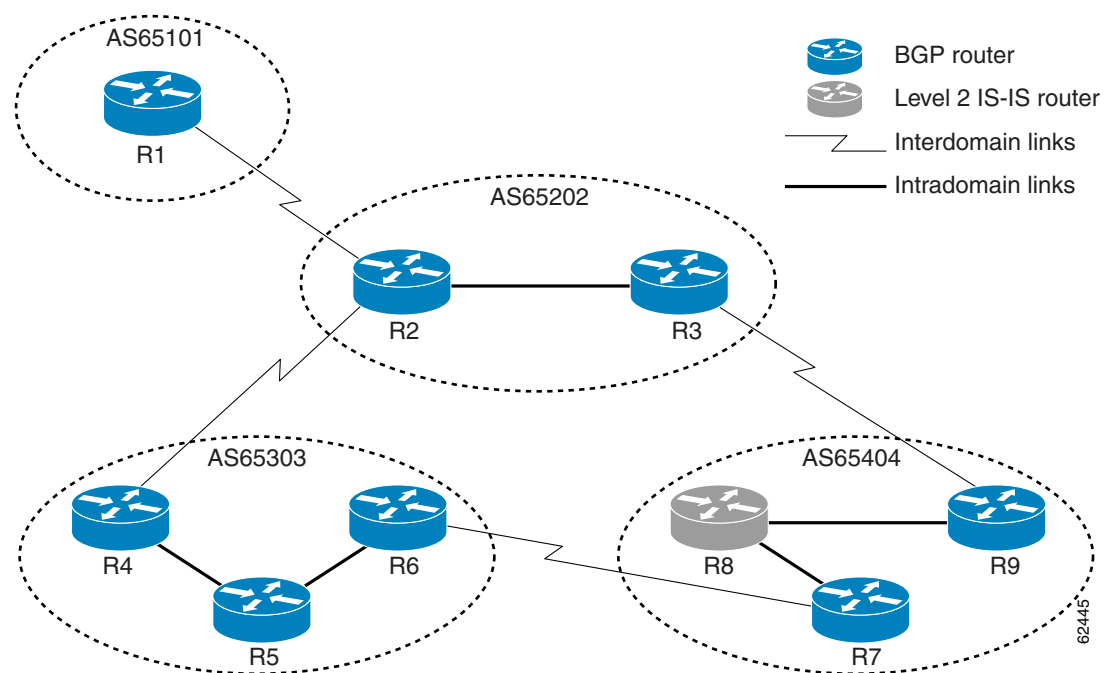 AS65101
R1
BGP router
Level 2 IS-IS router
Interdomain links
Intradomain links
AS65202
R2
R3
AS65303
R4
R6
R5
AS65404
R8
R9
R7
62445